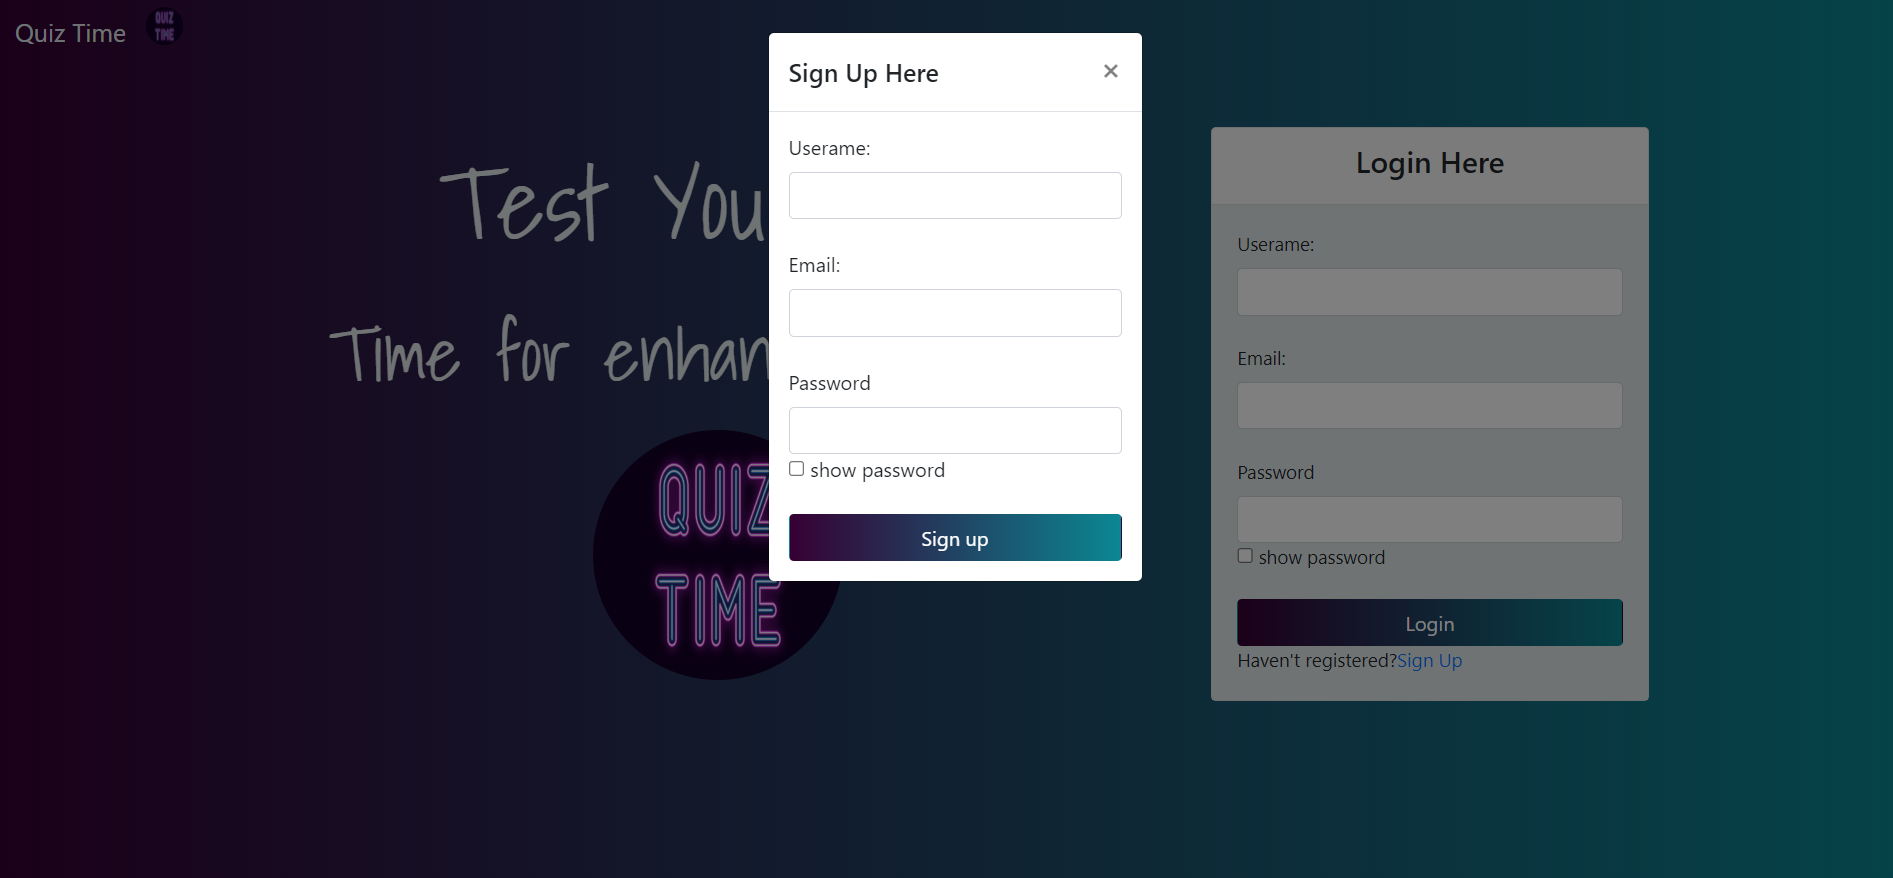 Quiz Time
QUIZ
TIME
Test You
Time for enhan
QUIZ
TIME
Sign Up Here
×
Userame:
Email:
Password
show password
Sign up
Login Here
Userame:
Email:
Password
show password
Login
Haven't registered?Sign Up